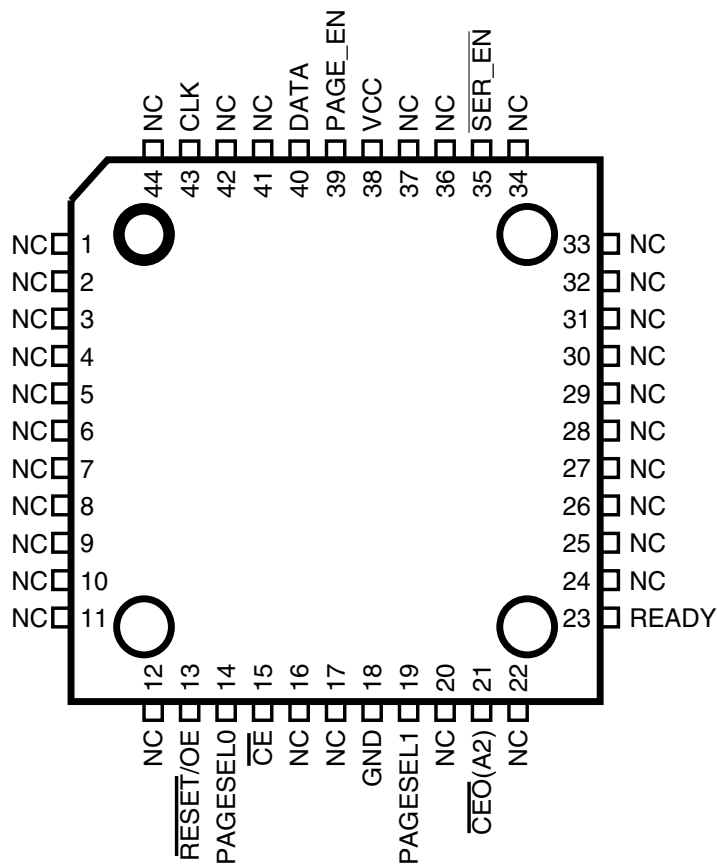 NC
CLK
NC
NC
DATA
PAGE_EN
VCC
NC
NC
SER_EN
NC
44
43
42
41
40
39
38
37
36
35
34
NC 1
NC 2
NC 3
NC 4
NC 5
NC 6
NC 7
NC 8
NC 9
NC 10
NC 11
33 NC
32 NC
31 NC
30 NC
29 NC
28 NC
27 NC
26 NC
25 NC
24 NC
23 READY
12
13
14
15
16
17
18
19
20
21
22
NC
RESET/OE
PAGESEL0
CE
NC
NC
GND
PAGESEL1
NC
CEO(A2)
NC